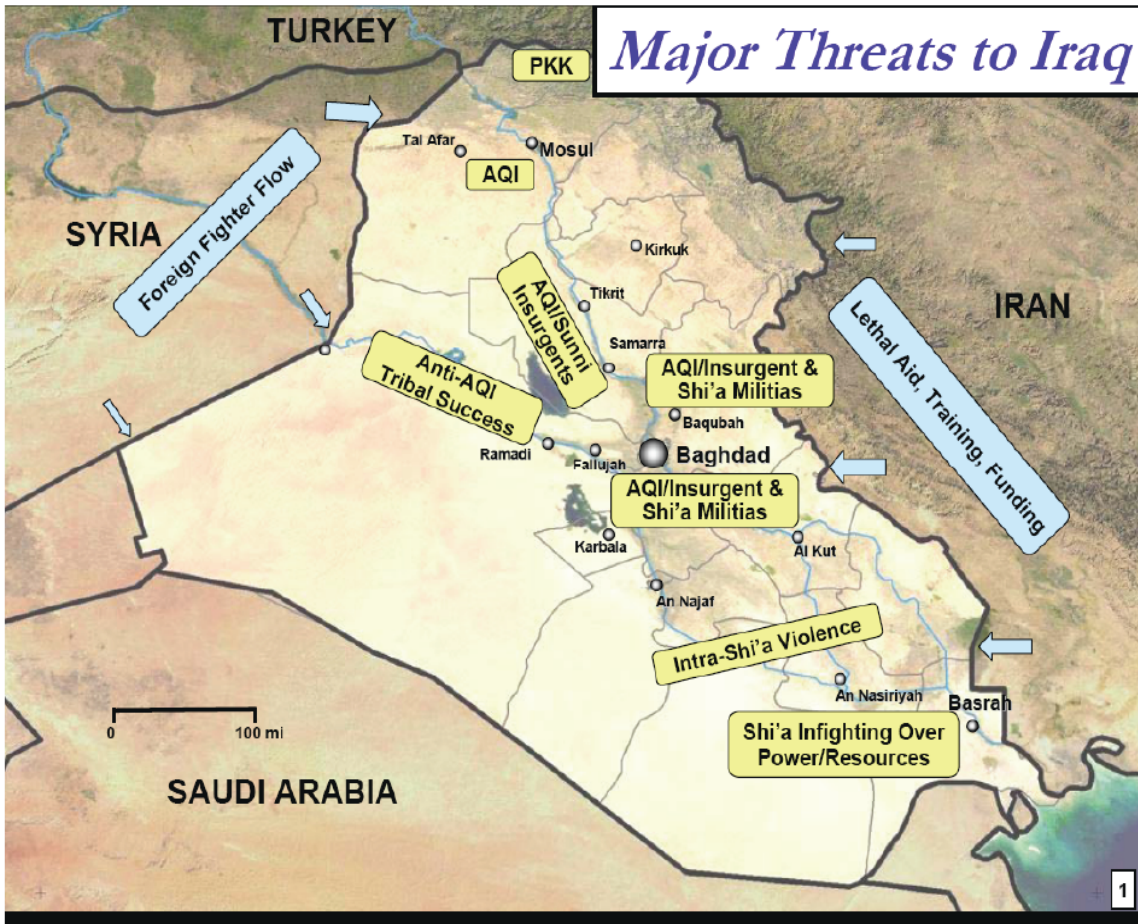 Major Threats to Iraq
TURKEY
PKK
Tal Afar
Mosul
AQI
Foreign Fighter Flow
SYRIA
Kirkuk
AQI/Sunni
Insurgents
Tikrit
IRAN
Lethal Aid, Training, Funding
Samarra
Anti-AQI
Tribal Success
AQI/Insurgent &
Shi'a Militias
Baqubah
Ramadi
Fallujah
Baghdad
AQI/Insurgent &
Shi'a Militias
Karbala
Al Kut
An Najaf
Intra-Shi'a Violence
An Nasiriyah
Basrah
0 100 mi
Shi'a Infighting Over
Power/Resources
SAUDI ARABIA
1